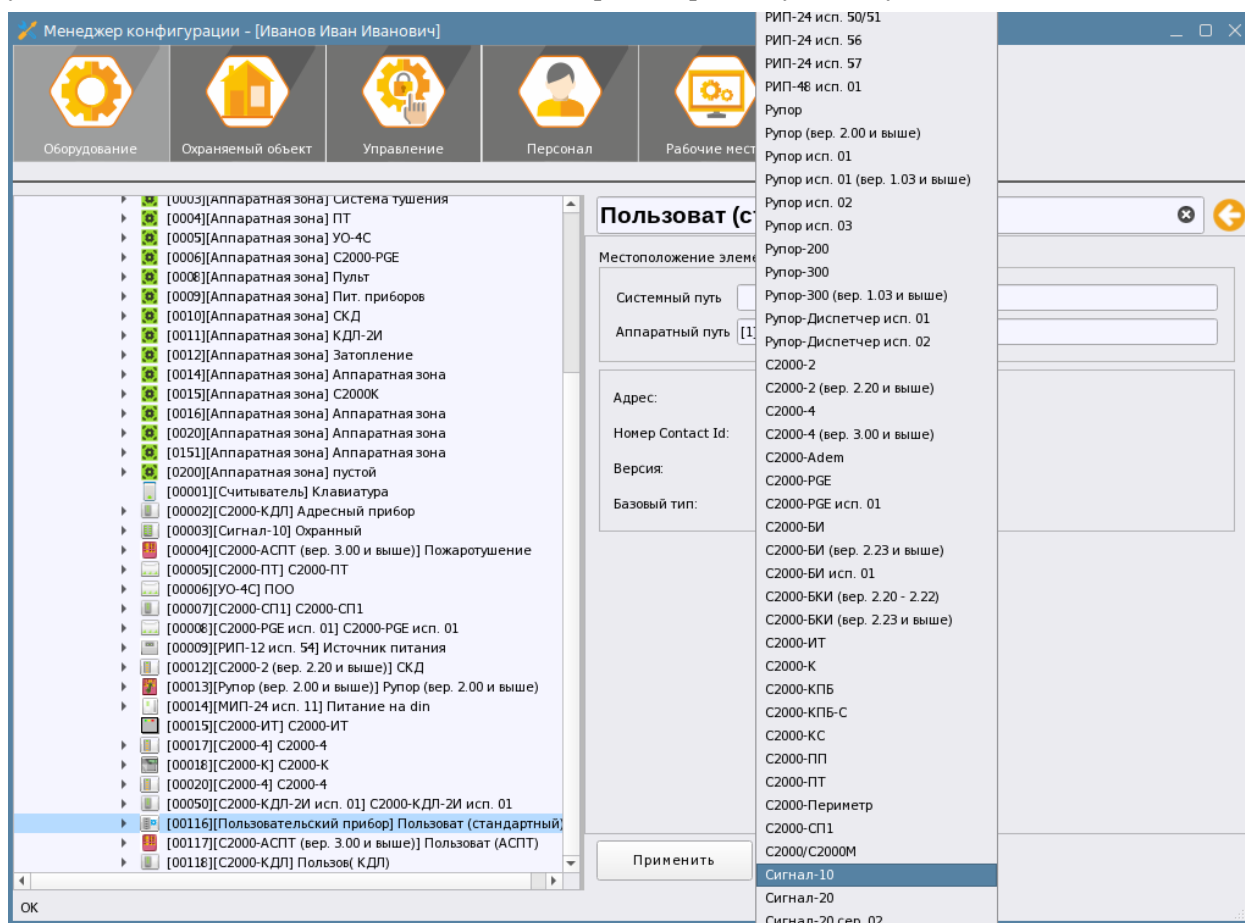 Менеджер конфигурации - [Иванов Иван Иванович]
Оборудование
Охраняемый объект
Управление
Персонал
Рабочие мест
[0003][Аппаратная зона] Система тушения
[0004][Аппаратная зона] ПТ
[0005][Аппаратная зона] УО-4С
[0006][Аппаратная зона] С2000-PGE
[0008][Аппаратная зона] Пульт
[0009][Аппаратная зона] Пит. приборов
[0010][Аппаратная зона] СКД
[0011][Аппаратная зона] КДЛ-2И
[0012][Аппаратная зона] Затопление
[0014][Аппаратная зона] Аппаратная зона
[0015][Аппаратная зона] С2000К
[0016][Аппаратная зона] Аппаратная зона
[0020][Аппаратная зона] Аппаратная зона
[0151][Аппаратная зона] Аппаратная зона
[0200][Аппаратная зона] пустой
[00001][Считыватель] Клавиатура
[00002][С2000-КДЛ] Адресный прибор
[00003][Сигнал-10] Охранный
[00004][С2000-АСПТ (вер. 3.00 и выше)] Пожаротушение
[00005][С2000-ПТ] С2000-ПТ
[00006][УО-4С] ПОО
[00007][С2000-СП1] С2000-СП1
[00008][С2000-PGE исп. 01] С2000-PGE исп. 01
[00009][РИП-12 исп. 54] Источник питания
[00012][С2000-2 (вер. 2.20 и выше)] СКД
[00013][Рупор (вер. 2.00 и выше)] Рупор (вер. 2.00 и выше)
[00014][МИП-24 исп. 11] Питание на din
[00015][С2000-ИТ] С2000-ИТ
[00017][С2000-4] С2000-4
[00018][С2000-К] С2000-К
[00020][С2000-4] С2000-4
[00050][С2000-КДЛ-2И исп. 01] С2000-КДЛ-2И исп. 01
[00116][Пользовательский прибор] Пользоват (стандартный)
[00117][С2000-АСПТ (вер. 3.00 и выше)] Пользоват (АСПТ)
[00118][С2000-КДЛ] Пользов( КДЛ)
OK
Пользоват (с
Местоположение элеме
Системный путь
Аппаратный путь [1]
Адрес:
Номер Contact Id:
Версия:
Базовый тип:
Применить
РИП-24 исп. 50/51
РИП-24 исп. 56
РИП-24 исп. 57
РИП-48 исп. 01
Рупор
Рупор (вер. 2.00 и выше)
Рупор исп. 01
Рупор исп. 01 (вер. 1.03 и выше)
Рупор исп. 02
Рупор исп. 03
Рупор-200
Рупор-300
Рупор-300 (вер. 1.03 и выше)
Рупор-Диспетчер исп. 01
Рупор-Диспетчер исп. 02
С2000-2
С2000-2 (вер. 2.20 и выше)
С2000-4
С2000-4 (вер. 3.00 и выше)
С2000-Adem
С2000-PGE
С2000-PGE исп. 01
С2000-БИ
С2000-БИ (вер. 2.23 и выше)
С2000-БИ исп. 01
С2000-БКИ (вер. 2.20 - 2.22)
С2000-БКИ (вер. 2.23 и выше)
С2000-ИТ
С2000-К
С2000-КПБ
С2000-КПБ-С
С2000-КС
С2000-ПП
С2000-ПТ
С2000-Периметр
С2000-СП1
С2000/С2000М
Сигнал-10
Сигнал-20
Сигнал-20 сер. 02